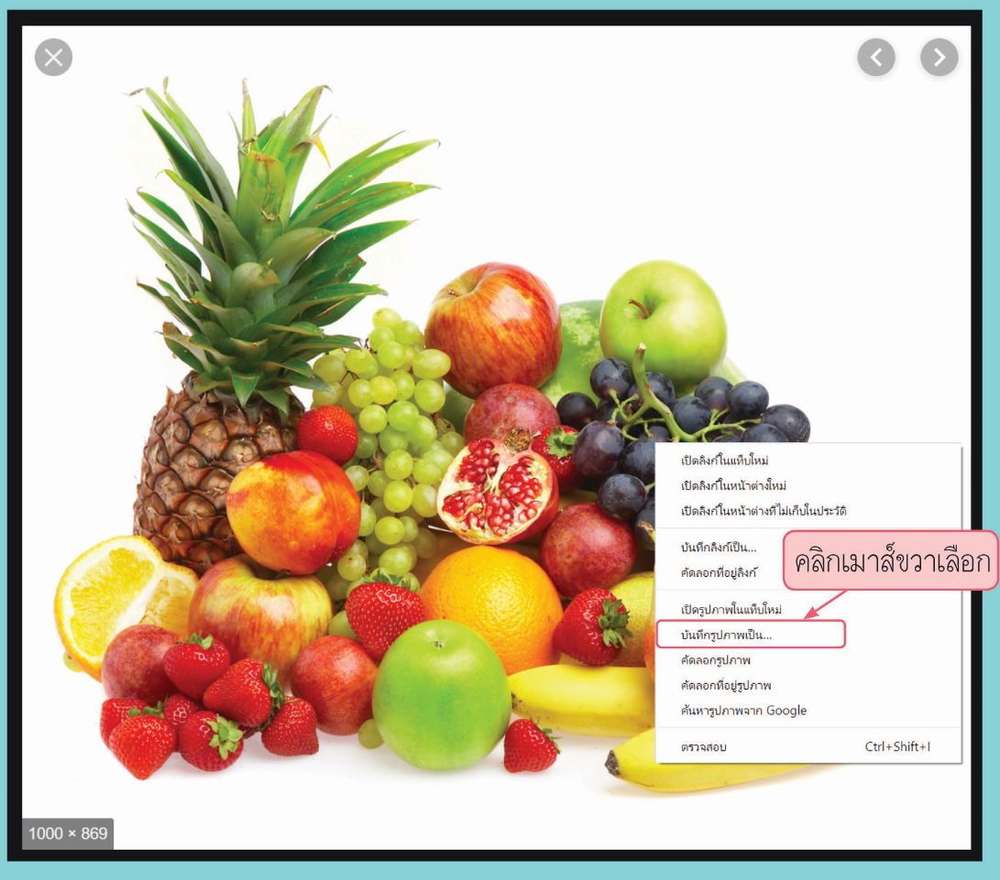 เปิดลิงก์ในแท็บใหม่
เปิดลิงก์ในหน้าต่างใหม่
เปิดลิงก์ในหน้าต่างที่ไม่เก็บในประวัติ
บันทึกลิงก์เป็น...
คัดลอกที่อยู่ลิงก์
คลิกเมาส์ขวาเลือก
เปิดรูปภาพในแท็บใหม่
บันทึกรูปภาพเป็น...
คัดลอกรูปภาพ
คัดลอกที่อยู่รูปภาพ
ค้นหารูปภาพจาก Google
ตรวจสอบ Ctrl+Shift+I
1000 × 869